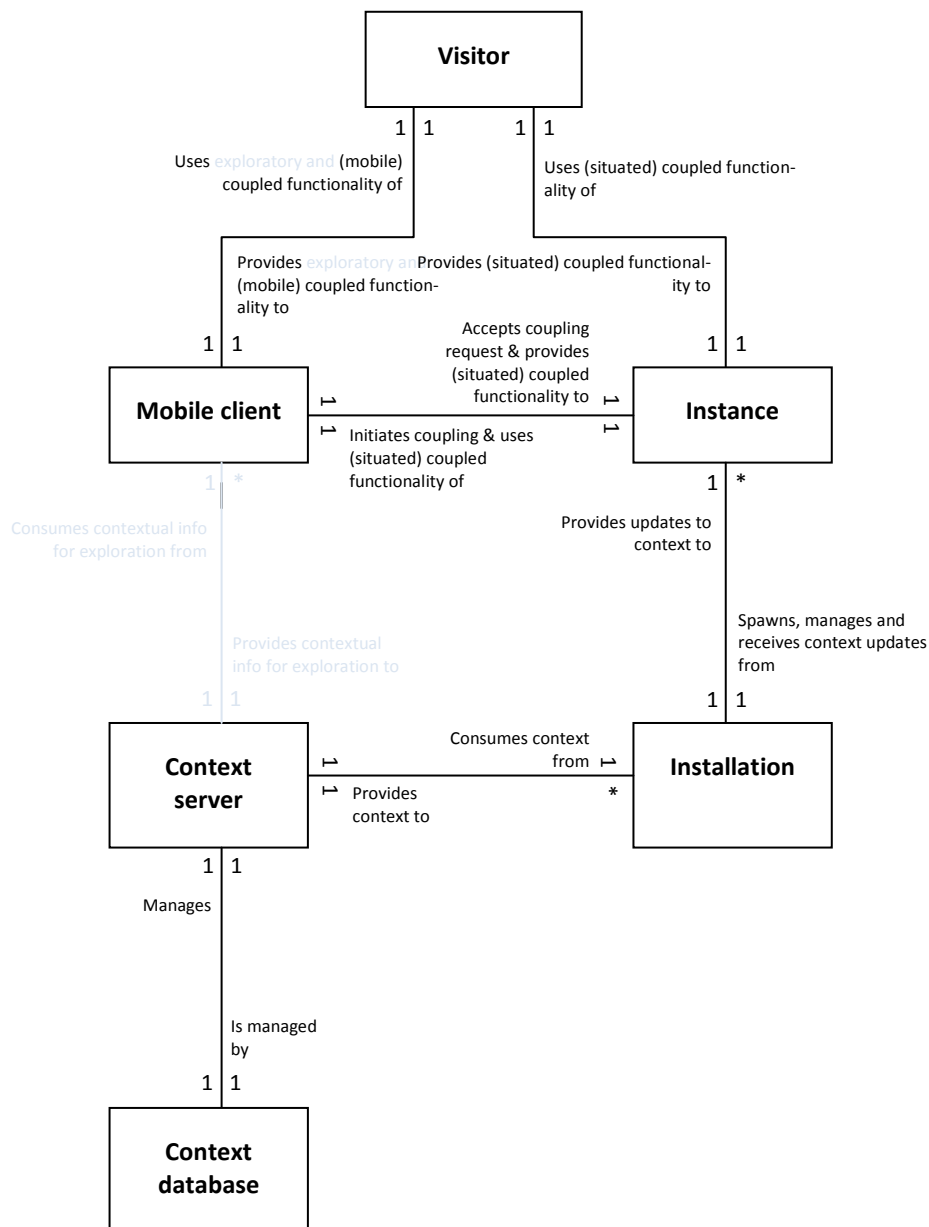 Visitor
1 1
1 1
Uses exploratory and (mobile)
coupled functionality of
Uses (situated) coupled function-
ality of
Provides exploratory an
(mobile) coupled function-
ality to
Provides (situated) coupled functional-
ity to
1 1
1 1
Accepts coupling
request & provides
(situated) coupled
functionality to
Mobile client
1
1
1
1
Instance
Initiates coupling & uses
(situated) coupled
functionality of
1 *
1 *
Consumes contextual info
for exploration from
Provides updates to
context to
Provides contextual
info for exploration to
Spawns, manages and
receives context updates
from
1 1
1 1
Context
server
1
1
Consumes context
from
1
*
Provides
context to
Installation
1 1
Manages
Is managed
by
1 1
Context
database